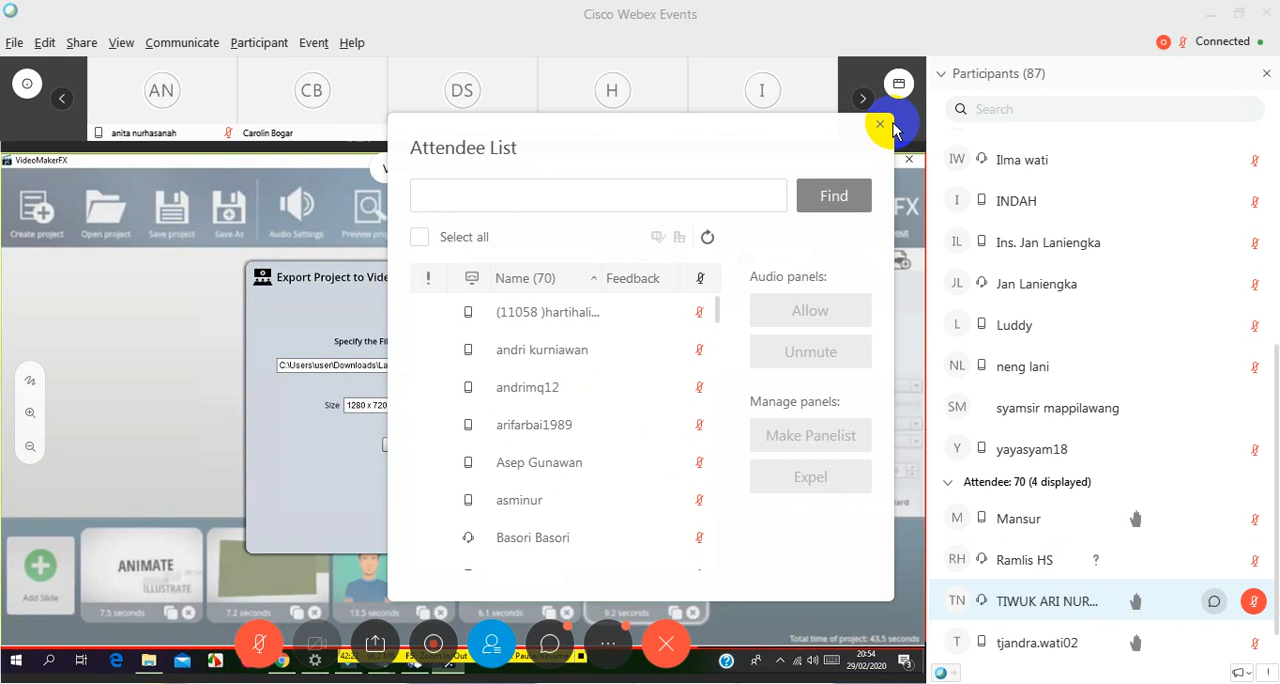 Cisco Webex Events
File Edit Share View Communicate Participant Event Help
Connected
AN CB DS H I
anita nurhasanah Carolin Bogar
VideoMakerFX
Create project Open project Save project Save As Audio Settings
FX
Export Project to Vide
Specify the Fil
C:\Users\user\Downloads\La
Size 1280 x 720
Add Slide
ANIMATE
ILLUSTRATE
7.5 seconds 7.2 seconds 13.5 seconds 6.1 seconds 9.2 seconds
Total time of project: 43.5 seconds
Attendee List
Find
Select all
! Name (70) Feedback
(11058 )hartihali...
andri kurniawan
andrimq12
arifarbai1989
Asep Gunawan
asminur
Basori Basori
Audio panels:
Allow
Unmute
Manage panels:
Make Panelist
Expel
20:54
29/02/2020
3
Participants (87)
Search
IW Ilma wati
I INDAH
IL Ins. Jan Laniengka
JL Jan Laniengka
L Luddy
NL neng lani
SM syamsir mappilawang
Y yayasyam18
Attendee: 70 (4 displayed)
M Mansur
RH Ramlis HS ?
TN TIWUK ARI NUR...
T tjandra.wati02